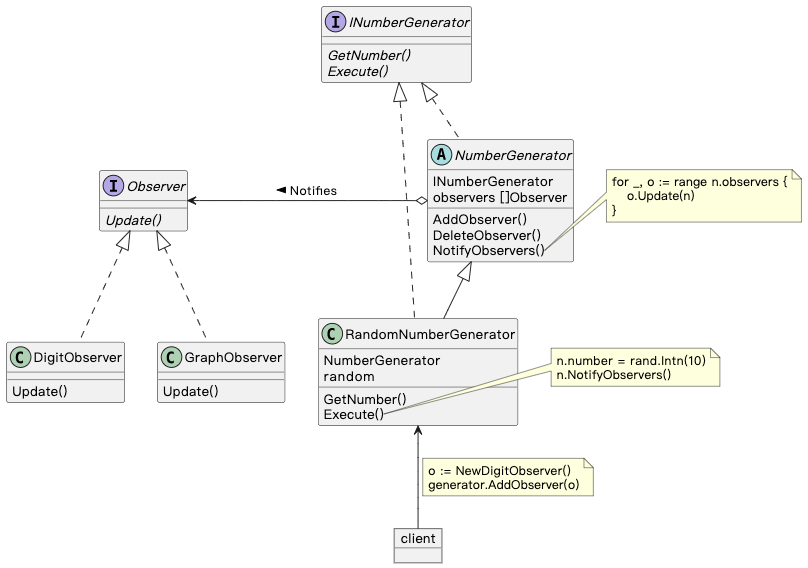 I INumberGenerator
GetNumber()
Execute()
A NumberGenerator
INumberGenerator
observers []Observer
AddObserver()
DeleteObserver()
NotifyObservers()
for _, o := range n.observers {
o.Update(n)
}
I Observer
Update()
◄ Notifies
C DigitObserver
Update()
C GraphObserver
Update()
C RandomNumberGenerator
NumberGenerator
random
GetNumber()
Execute()
n.number = rand.Intn(10)
n.NotifyObservers()
o := NewDigitObserver()
generator.AddObserver(o)
client